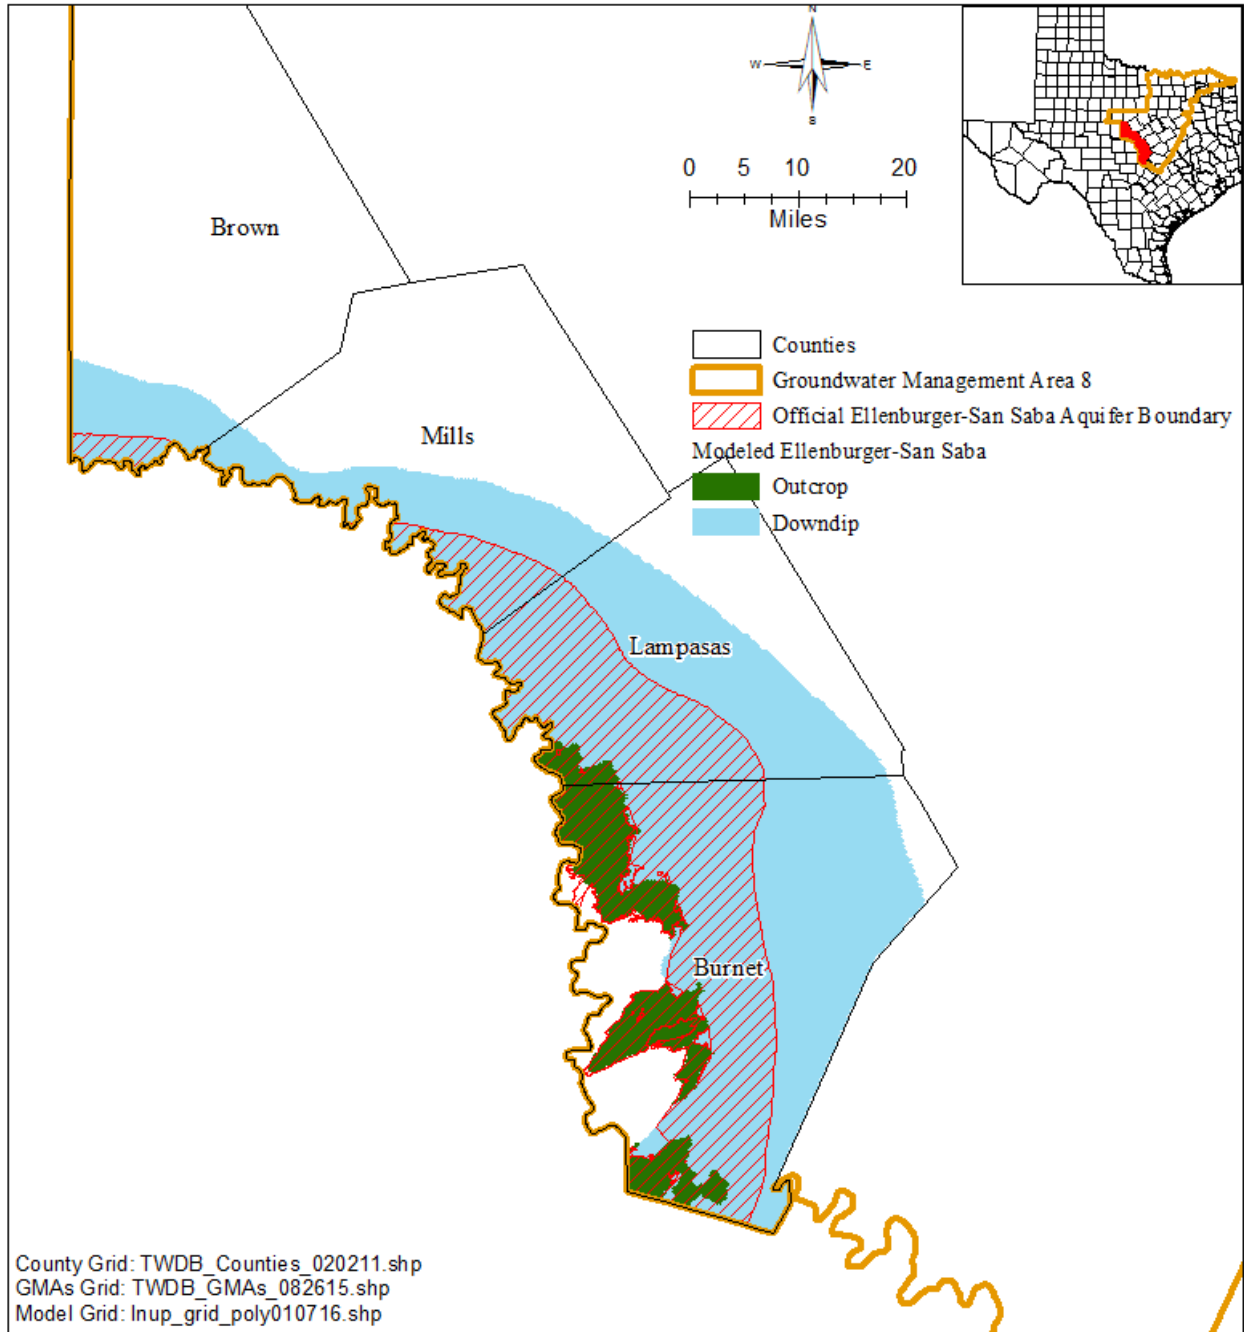 N
W E
S
0 5 10 20
Miles
Brown
Counties
Groundwater Management Area 8
Official Ellenburger-San Saba Aquifer Boundary
Mills
Modeled Ellenburger-San Saba
Outcrop
Downdip
Lampasas
Burnet
County Grid: TWDB_Counties_020211.shp
GMAs Grid: TWDB_GMAs_082615.shp
Model Grid: lnup_grid_poly010716.shp